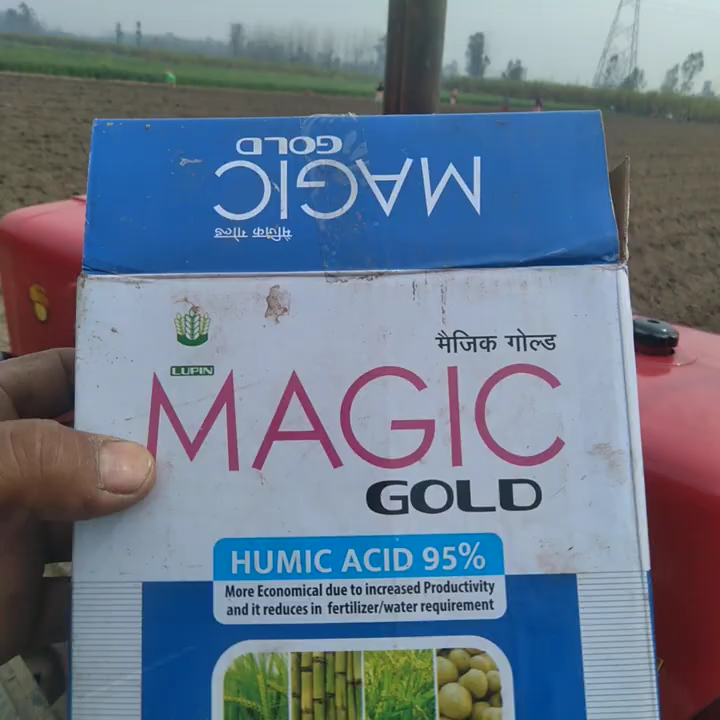 MAGIC
GOLD
मैजिक गोल्ड
LUPIN
मैजिक गोल्ड
MAGIC
GOLD
HUMIC ACID 95%
More Economical due to increased Productivity
and it reduces in fertilizer/water requirement